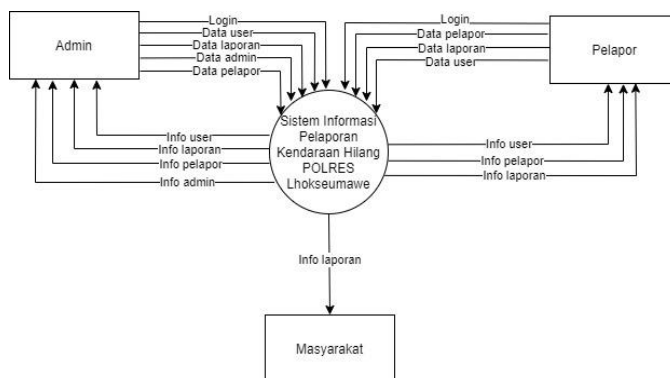 Admin
Login
Data user
Data laporan
Data admin
Data pelapor
Login
Data pelapor
Data laporan
Data user
Pelapor
Sistem Informasi
Pelaporan
Kendaraan Hilang
POLRES
Lhokseumawe
Info user
Info laporan
Info pelapor
Info admin
Info user
Info pelapor
Info laporan
Info laporan
Masyarakat